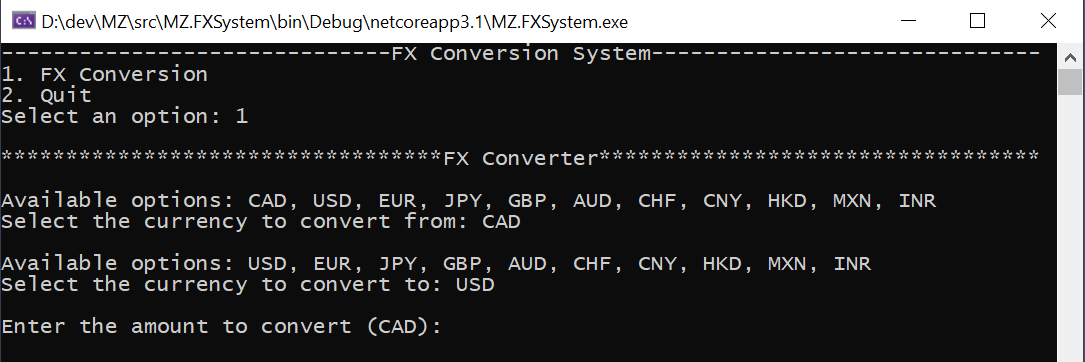 D:\dev\MZ\src\MZ.FXSystem\bin\Debug\netcoreapp3.1\MZ.FXSystem.exe
------------------------------FX Conversion System------------------------------
1. FX Conversion
2. Quit
Select an option: 1
**********************************FX Converter**********************************
Available options: CAD, USD, EUR, JPY, GBP, AUD, CHF, CNY, HKD, MXN, INR
Select the currency to convert from: CAD
Available options: USD, EUR, JPY, GBP, AUD, CHF, CNY, HKD, MXN, INR
Select the currency to convert to: USD
Enter the amount to convert (CAD):